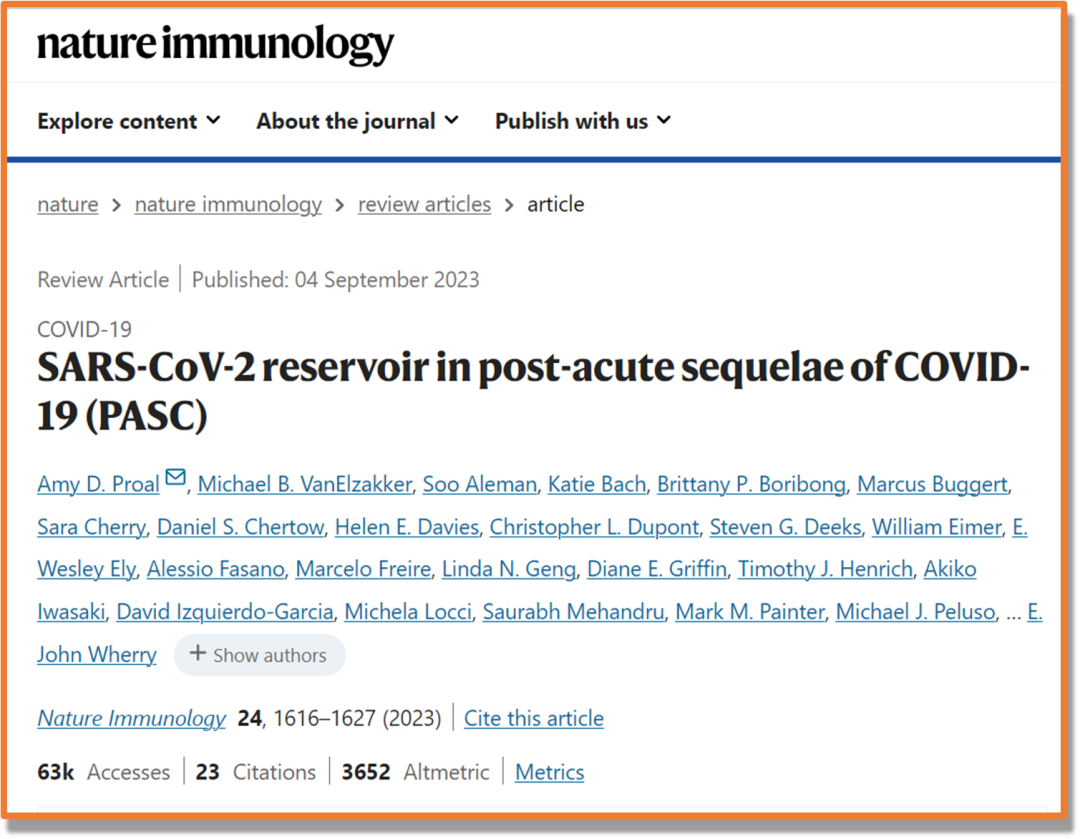 nature immunology
Explore content About the journal Publish with us
nature > nature immunology > review articles > article
Review Article | Published: 04 September 2023
COVID-19
SARS-CoV-2 reservoir in post-acute sequelae of COVID-
19 (PASC)
Amy D. Proal, Michael B. VanElzakker, Soo Aleman, Katie Bach, Brittany P. Boribong, Marcus Buggert,
Sara Cherry, Daniel S. Chertow, Helen E. Davies, Christopher L. Dupont, Steven G. Deeks, William Eimer, E.
Wesley Ely, Alessio Fasano, Marcelo Freire, Linda N. Geng, Diane E. Griffin, Timothy J. Henrich, Akiko
Iwasaki, David Izquierdo-Garcia, Michela Locci, Saurabh Mehandru, Mark M. Painter, Michael J. Peluso, ... E.
John Wherry + Show authors
Nature Immunology 24, 1616–1627 (2023) | Cite this article
63k Accesses | 23 Citations | 3652 Altmetric | Metrics